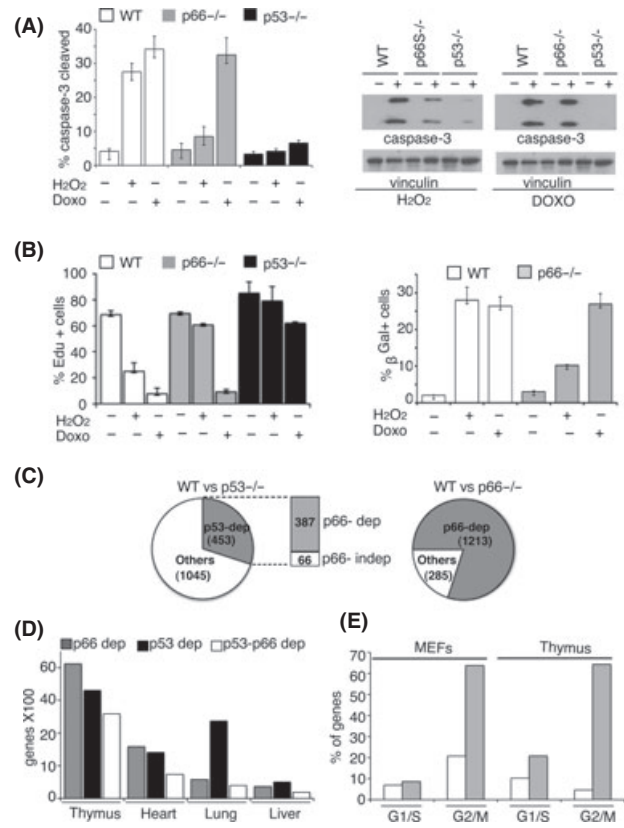 (A)
% caspase-3 cleaved
40
30
20
10
0
WT p66−/− p53−/−
H2O2 − + − − + − − + −
Doxo − − + − − + − − +
WT p66S-/- p53-/-
− + − + − +
caspase-3
vinculin
H2O2
WT p66-/- p53-/-
− + − + − +
caspase-3
vinculin
DOXO
(B)
WT p66−/− p53−/−
% Edu + cells
100
80
60
40
20
0
H2O2 − + − − + − − + −
Doxo − − + − − + − − +
WT p66−/−
% β Gal+ cells
30
20
10
0
H2O2 − + − − + −
Doxo − − + − − +
(C)
WT vs p53−/−
p53-dep
(453)
Others
(1045)
387 p66- dep
66 p66- indep
WT vs p66−/−
p66-dep
(1213)
Others
(285)
(D)
p66 dep p53 dep p53-p66 dep
genes X100
60
40
20
10
0
Thymus Heart Lung Liver
(E)
MEFs Thymus
% of genes
70
60
50
40
30
20
10
0
G1/S G2/M G1/S G2/M